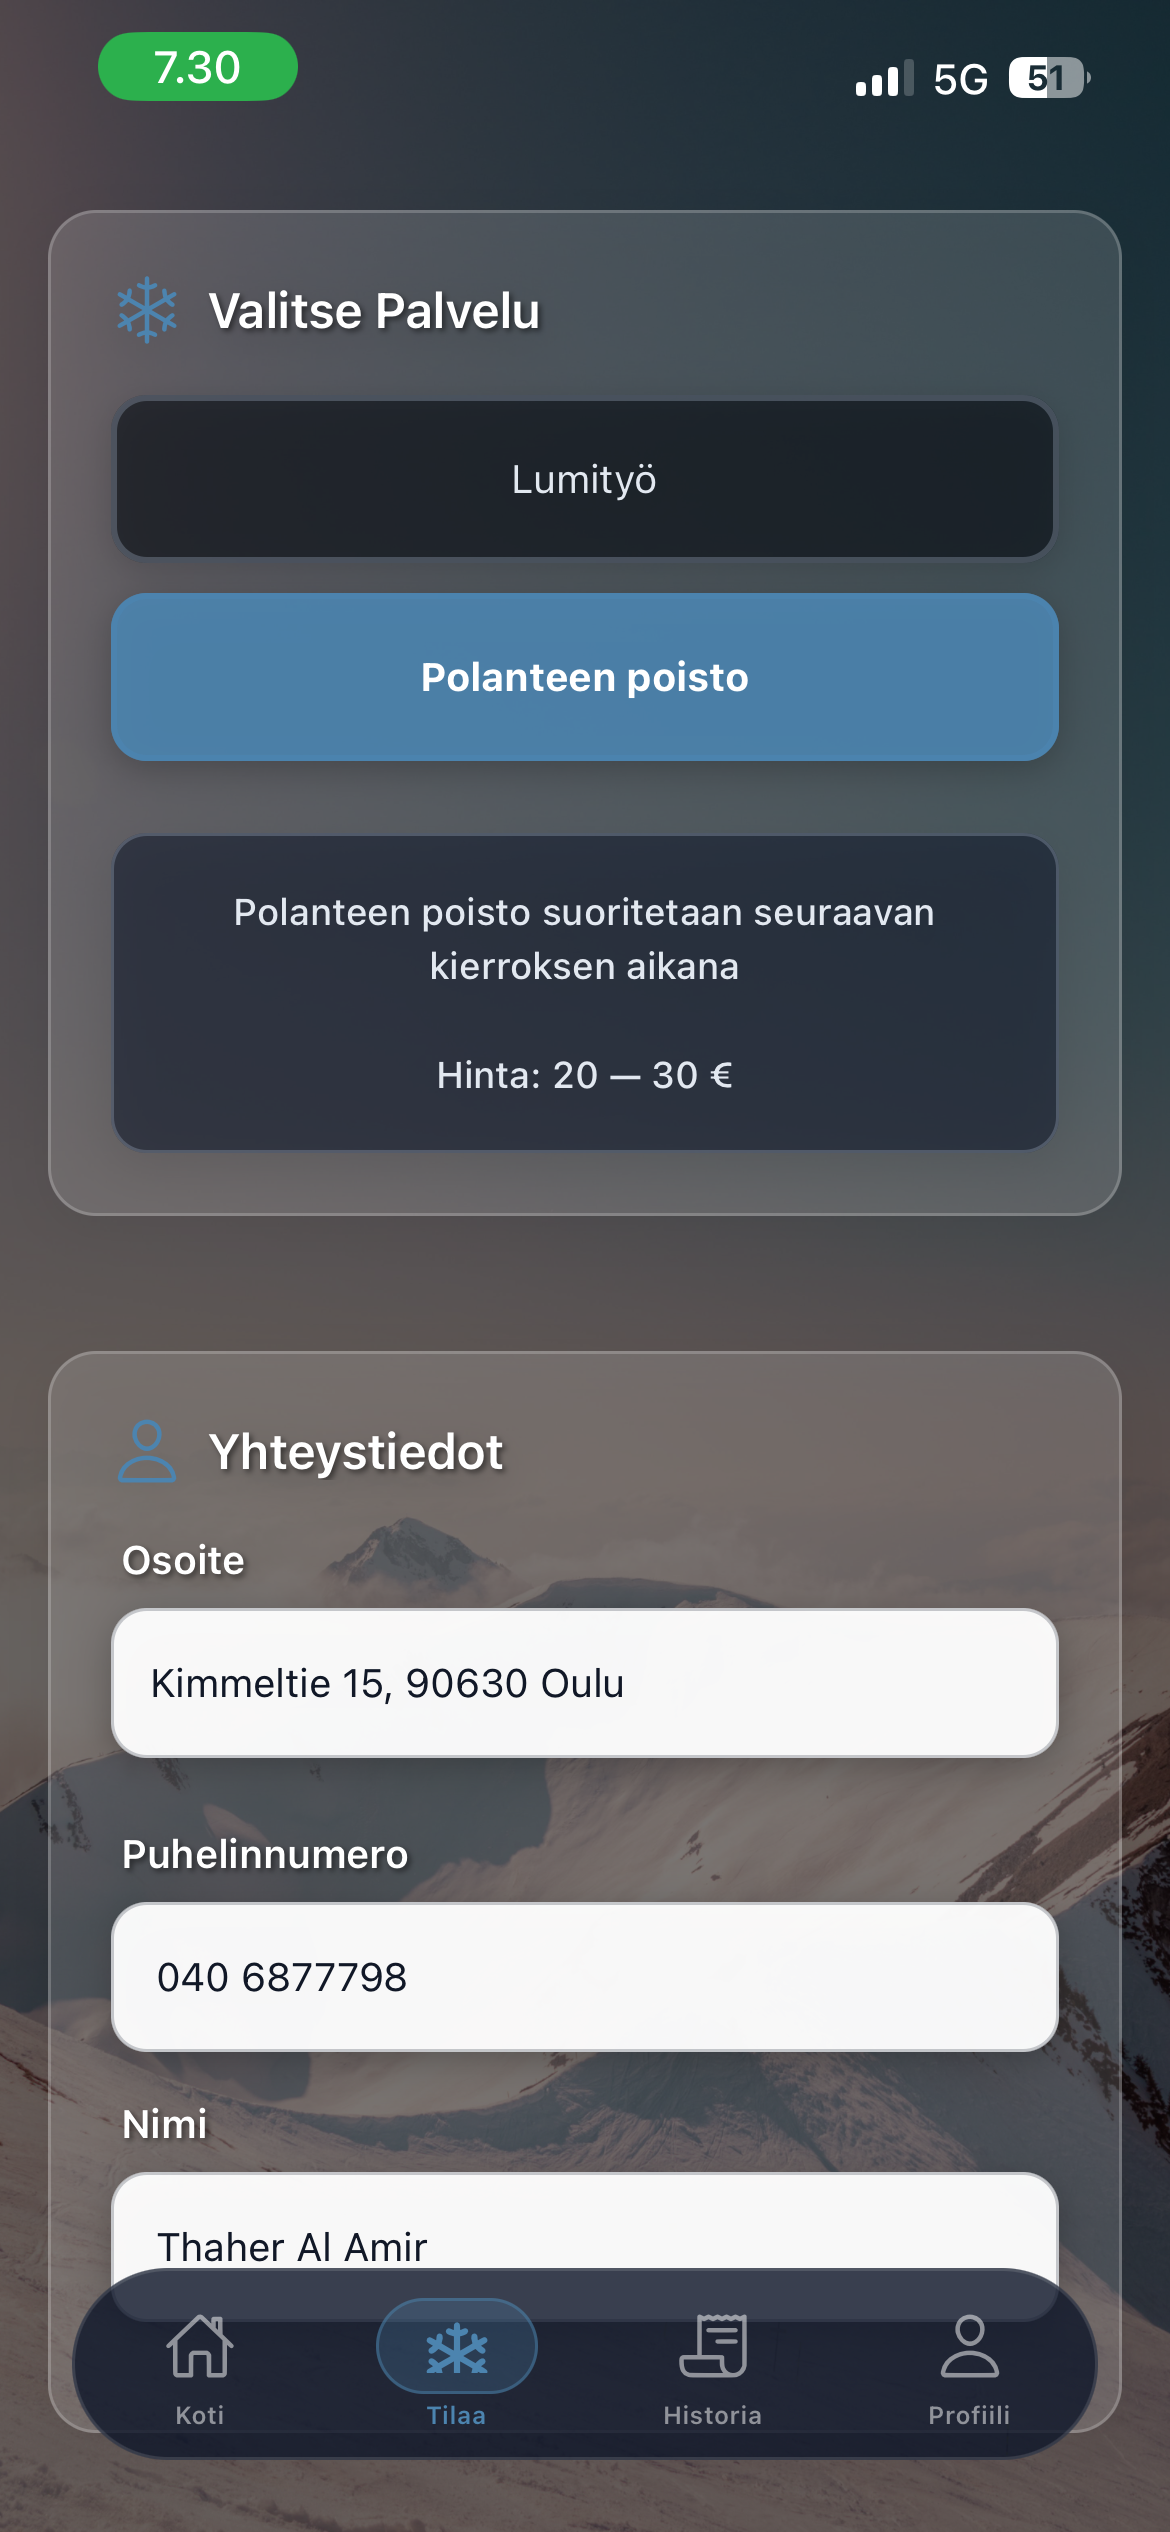 7.30
5G
51
Valitse Palvelu
Lumityö
Polanteen poisto
Polanteen poisto suoritetaan seuraavan
kierroksen aikana
Hinta: 20 — 30 €
Yhteystiedot
Osoite
Kimmeltie 15, 90630 Oulu
Puhelinnumero
040 6877798
Nimi
Thaher Al Amir
Koti
Tilaa
Historia
Profiili